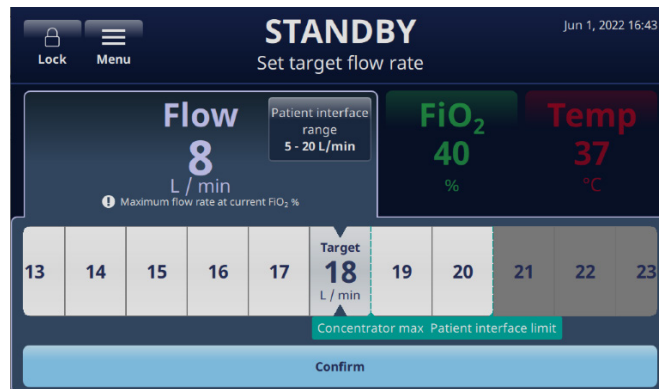 STANDBY
Jun 1, 2022 16:43
Lock
Menu
Set target flow rate
Flow
8
L / min
Maximum flow rate at current FiO₂ %
Patient interface
range
5 - 20 L/min
FiO₂
40
%
Temp
37
°C
13 14 15 16 17
Target
18
L / min
19 20 21 22 23
Concentrator max Patient interface limit
Confirm